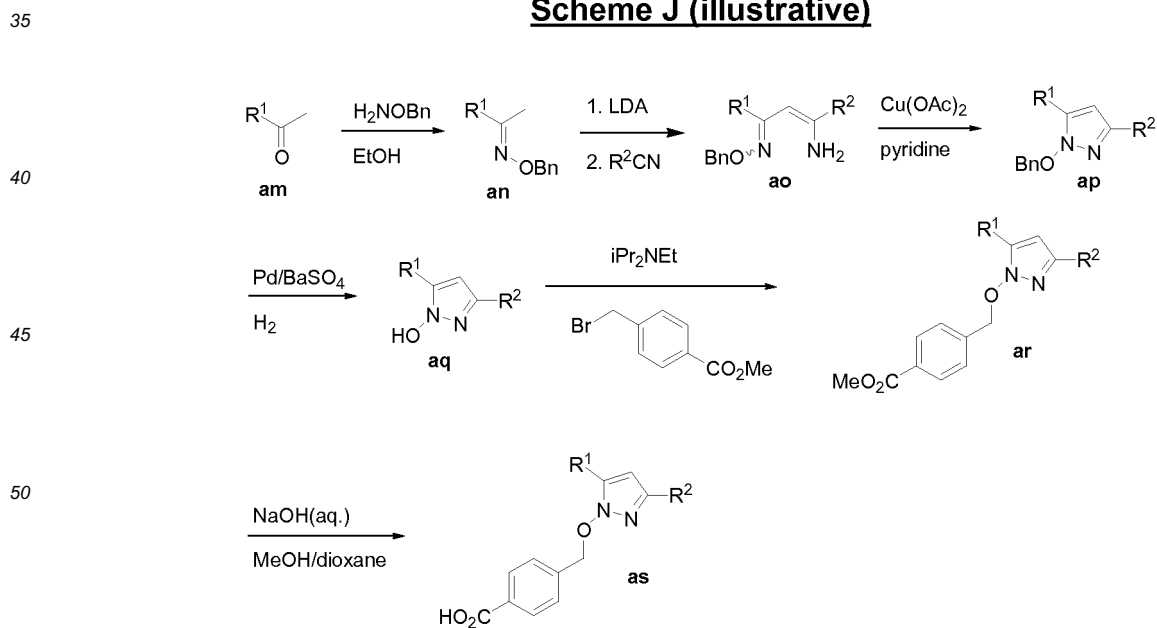 Scheme J (illustrative)
35
R¹ O am
H₂NOBn
EtOH
R¹ N OBn an
1. LDA
2. R²CN
R¹ R² BnO N NH₂ ao
Cu(OAc)₂
pyridine
R¹ R² BnO N N ap
40
Pd/BaSO₄
H₂
R¹ R² HO N N aq
iPr₂NEt
Br CO₂Me
R¹ R² N N O MeO₂C ar
45
50
NaOH(aq.)
MeOH/dioxane
R¹ R² N N O HO₂C as